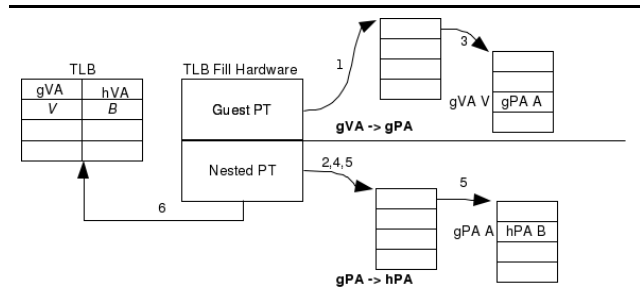 TLB
gVA hVA
V B
TLB Fill Hardware
Guest PT
Nested PT
1
3
gVA V gPA A
gVA -> gPA
2,4,5
5
6
gPA A hPA B
gPA -> hPA